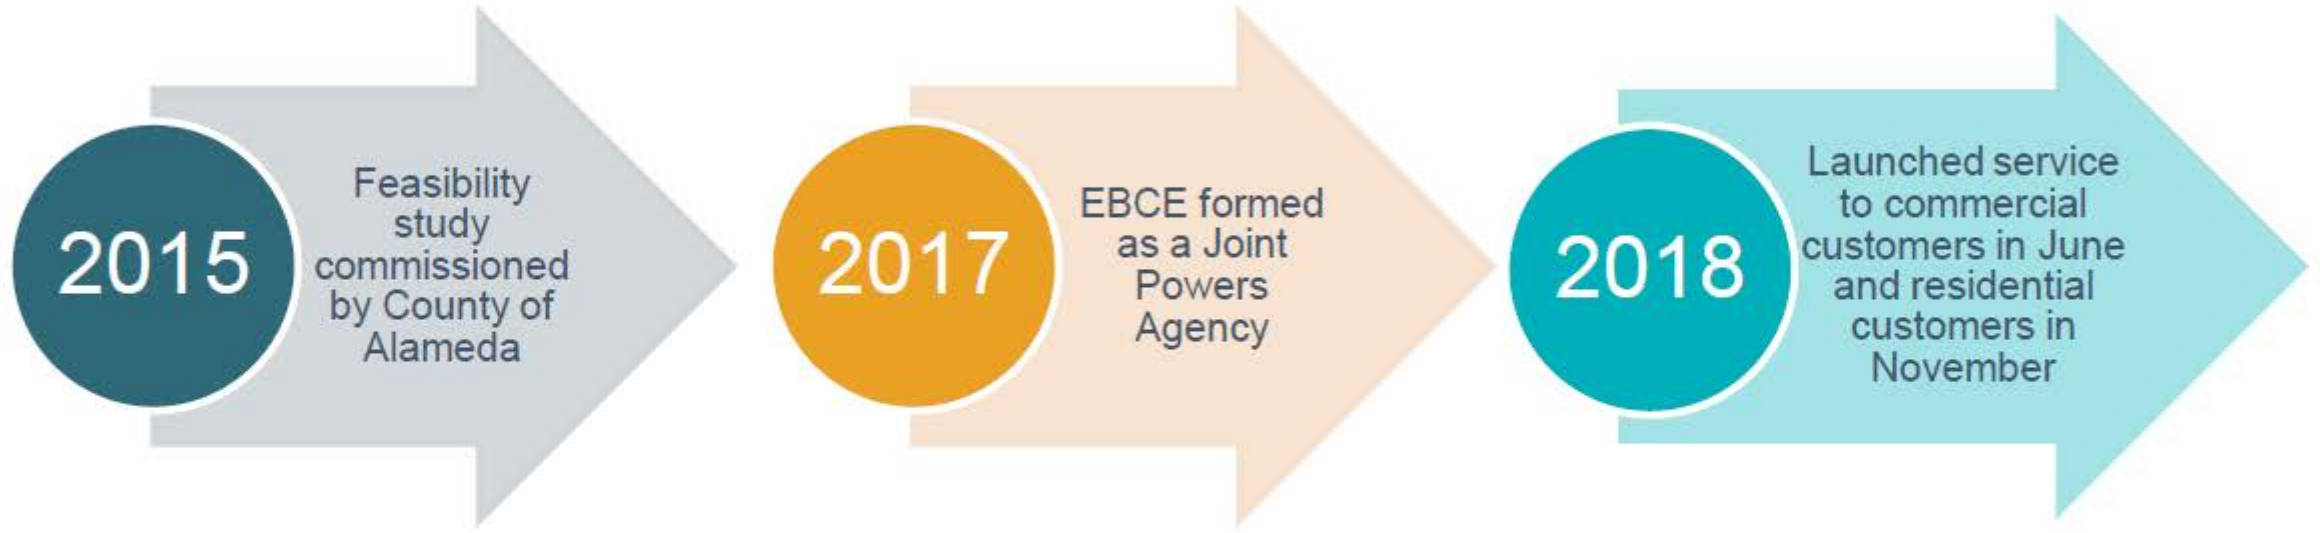 2015
Feasibility
study
commissioned
by County of
Alameda
2017
EBCE formed
as a Joint
Powers
Agency
2018
Launched service
to commercial
customers in June
and residential
customers in
November